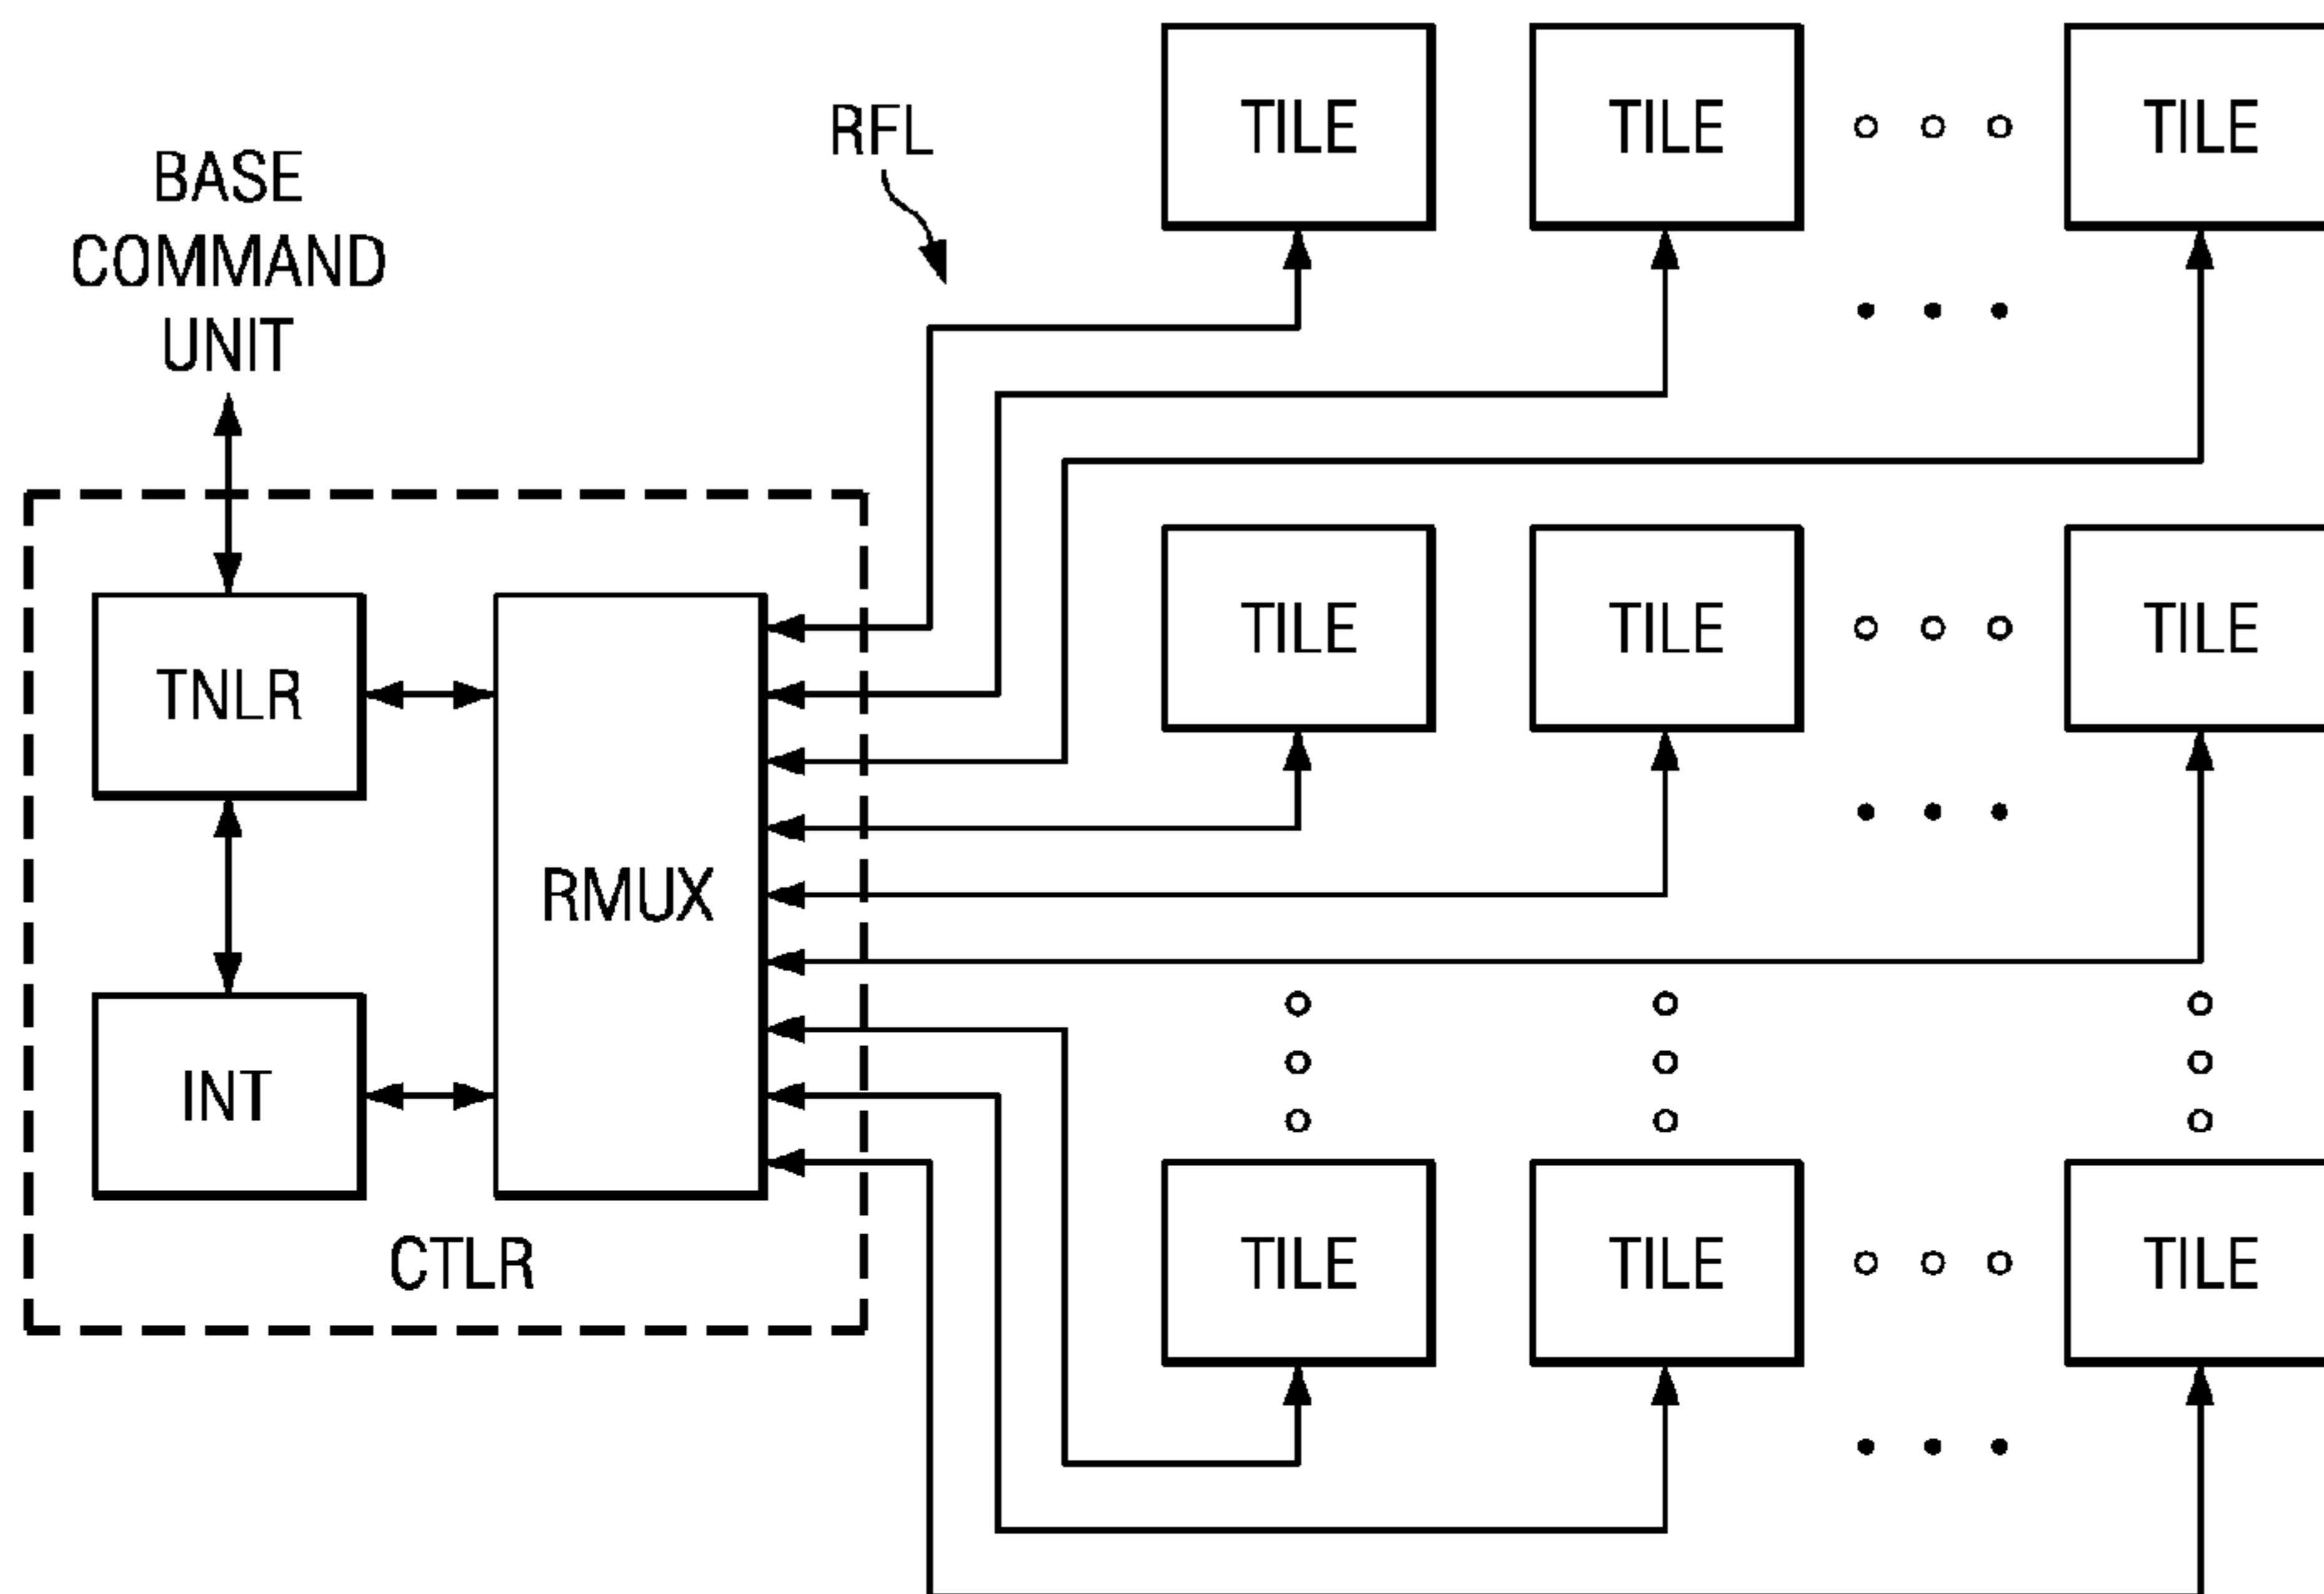 TILE TILE TILE
RFL
BASE
COMMAND
UNIT
TILE TILE TILE
TNLR
RMUX
INT
TILE TILE TILE
CTLR